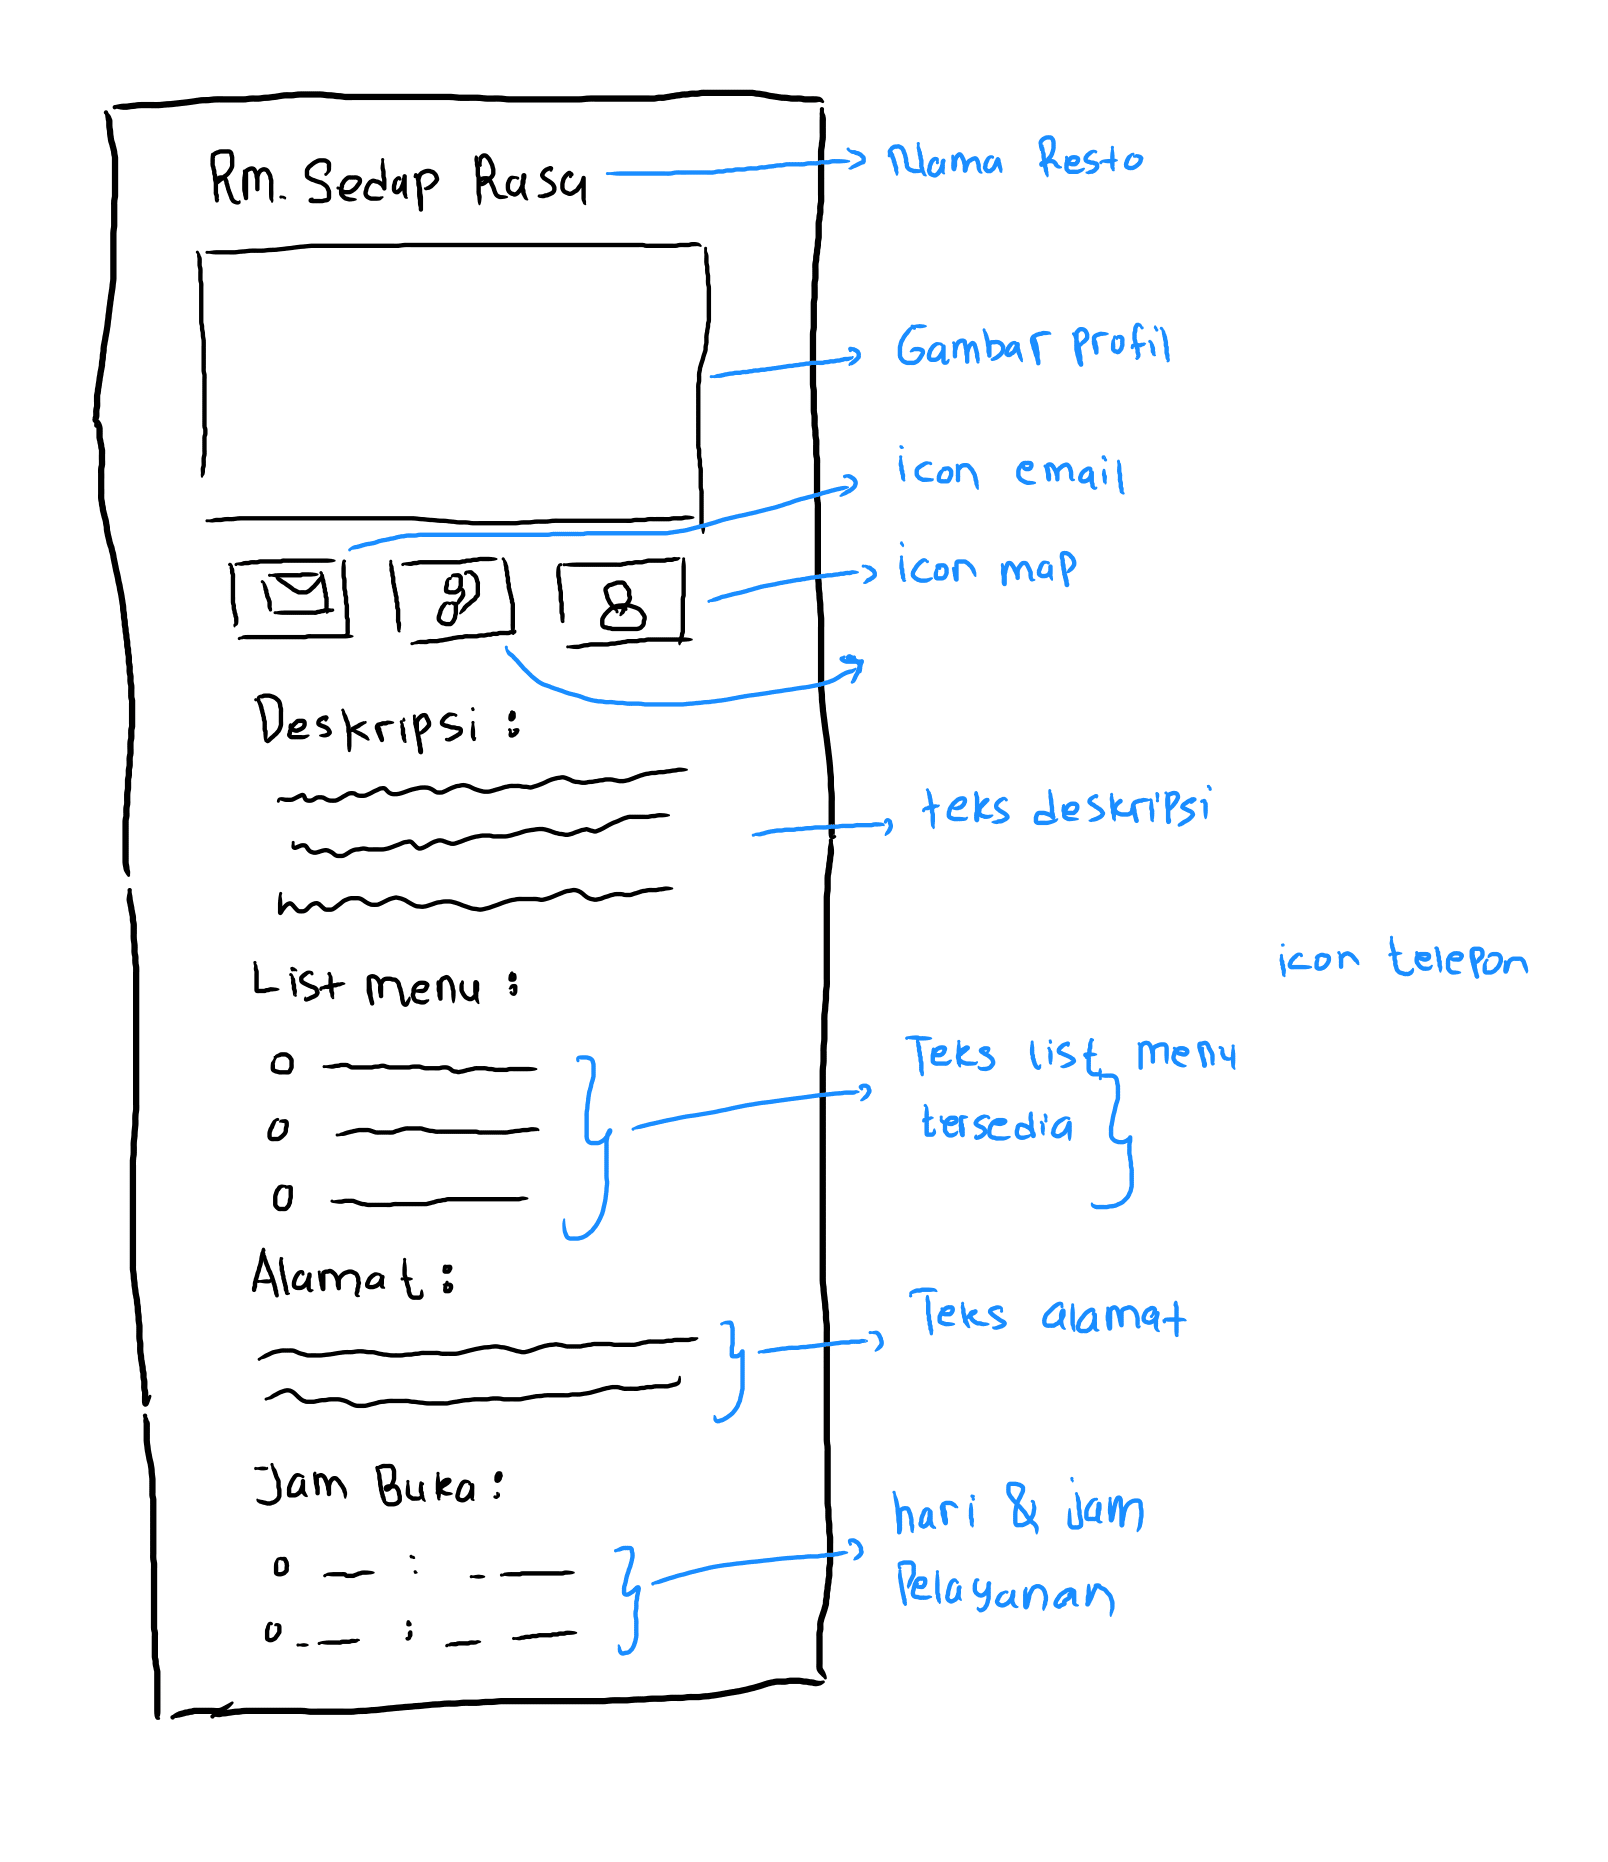 Rm. Sedap Rasa
Nama Resto
Gambar profil
icon email
icon map
Deskripsi :
teks deskripsi
icon telepon
List menu :
Teks list menu
tersedia
Alamat :
Teks alamat
Jam Buka :
hari & jam
Pelayanan